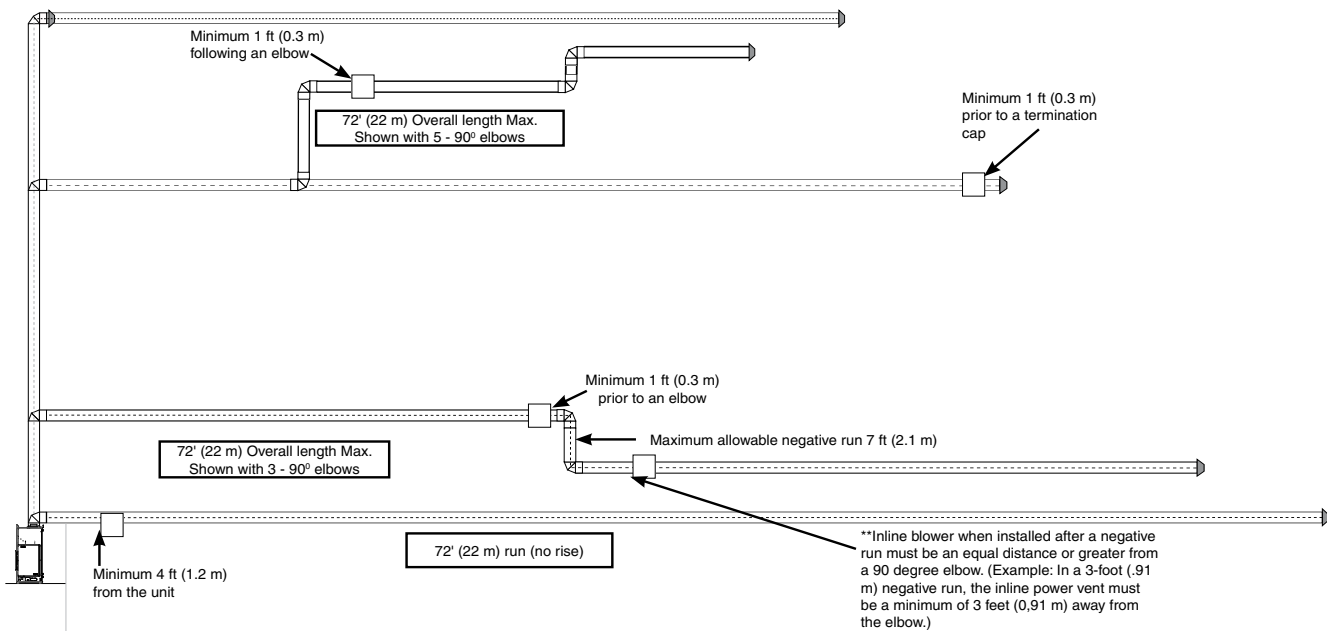 Minimum 1 ft (0.3 m)
following an elbow
72' (22 m) Overall length Max.
Shown with 5 - 90⁰ elbows
Minimum 1 ft (0.3 m)
prior to a termination
cap
Minimum 1 ft (0.3 m)
prior to an elbow
Maximum allowable negative run 7 ft (2.1 m)
72' (22 m) Overall length Max.
Shown with 3 - 90⁰ elbows
72' (22 m) run (no rise)
Minimum 4 ft (1.2 m)
from the unit
**Inline blower when installed after a negative
run must be an equal distance or greater from
a 90 degree elbow. (Example: In a 3-foot (.91
m) negative run, the inline power vent must
be a minimum of 3 feet (0,91 m) away from
the elbow.)